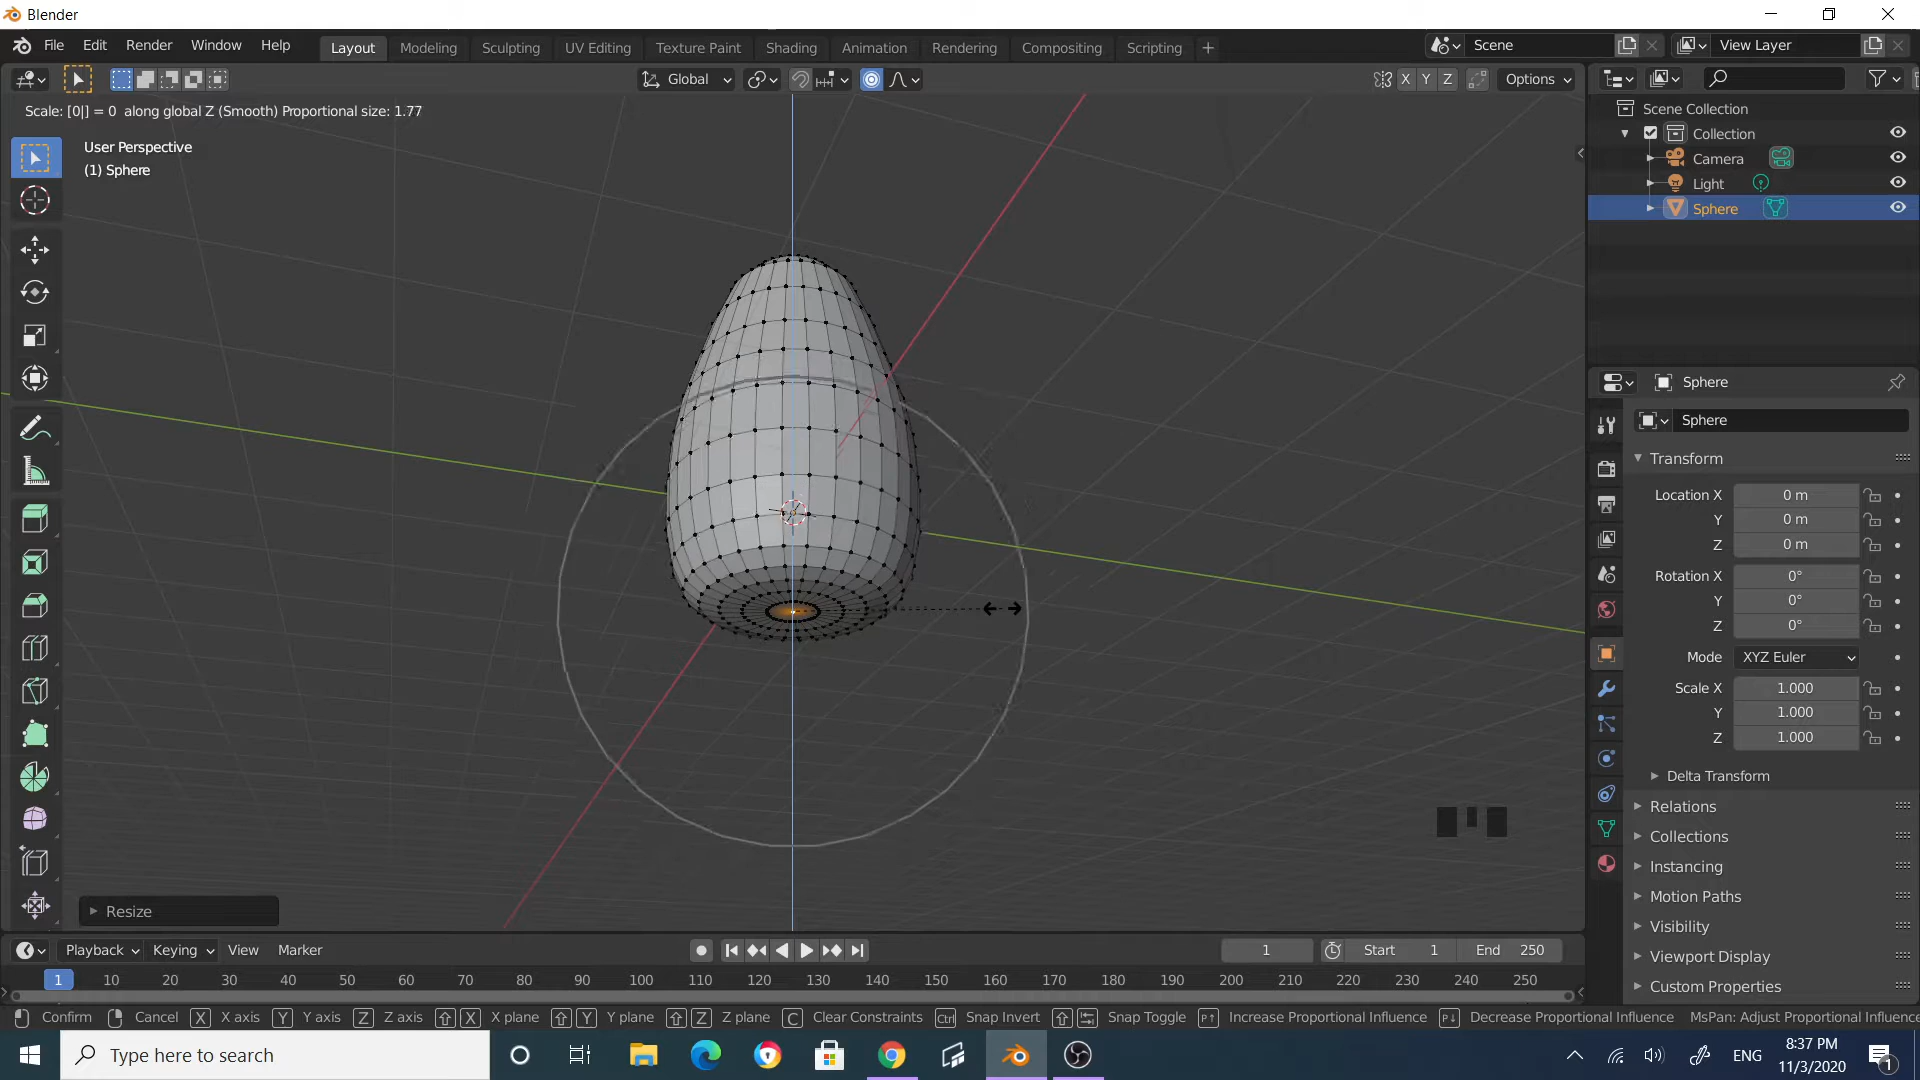 Blender
File Edit Render Window Help Layout Modeling Sculpting UV Editing Texture Paint Shading Animation Rendering Compositing Scripting + Scene View Layer
Global X Y Z Options
Scale: [0|] = 0 along global Z (Smooth) Proportional size: 1.77
User Perspective
(1) Sphere
Scene Collection
Collection
Camera
Light
Sphere
Sphere
Sphere
Transform
Location X 0 m
Y 0 m
Z 0 m
Rotation X 0°
Y 0°
Z 0°
Mode XYZ Euler
Scale X 1.000
Y 1.000
Z 1.000
Delta Transform
Relations
Collections
Instancing
Motion Paths
Visibility
Viewport Display
Custom Properties
Resize
Playback Keying View Marker 1 Start 1 End 250
1 10 20 30 40 50 60 70 80 90 100 110 120 130 140 150 160 170 180 190 200 210 220 230 240 250
Confirm Cancel X X axis Y Y axis Z Z axis X X plane Y Y plane Z Z plane C Clear Constraints Ctrl Snap Invert Snap Toggle P↑ Increase Proportional Influence P↓ Decrease Proportional Influence MsPan: Adjust Proportional Influence
Type here to search
ENG
8:37 PM
11/3/2020
1